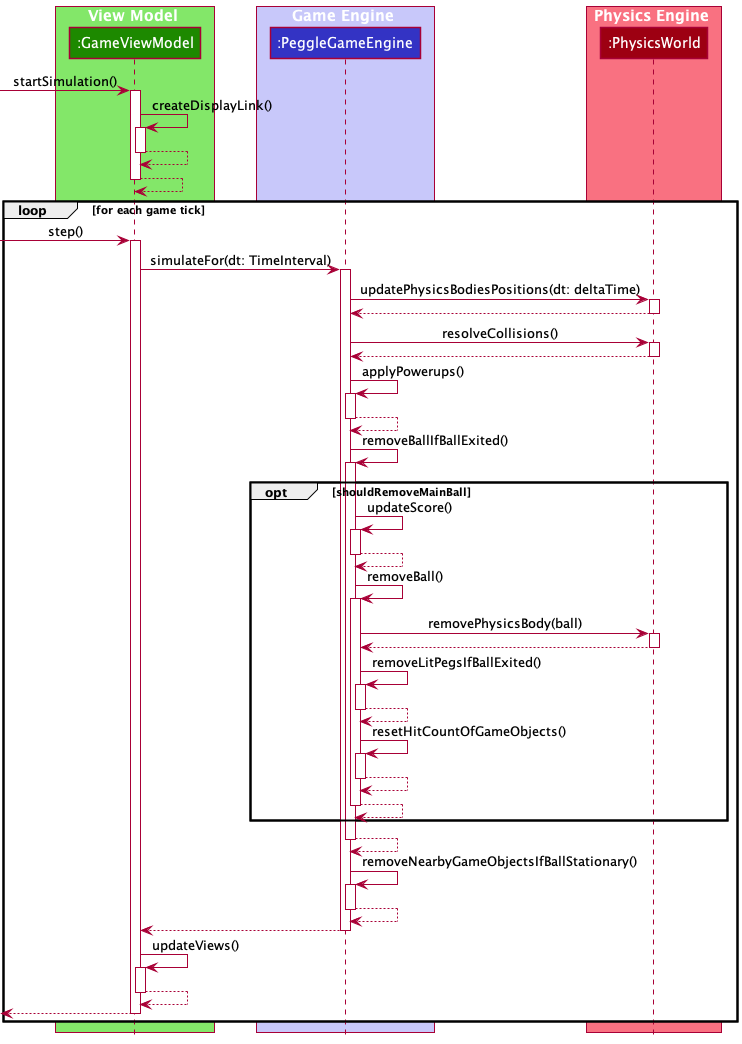 View Model
Game Engine
Physics Engine
:GameViewModel
:PeggleGameEngine
:PhysicsWorld
startSimulation()
createDisplayLink()
loop
[for each game tick]
step()
simulateFor(dt: TimeInterval)
updatePhysicsBodiesPositions(dt: deltaTime)
resolveCollisions()
applyPowerups()
removeBallIfBallExited()
opt
[shouldRemoveMainBall]
updateScore()
removeBall()
removePhysicsBody(ball)
removeLitPegsIfBallExited()
resetHitCountOfGameObjects()
removeNearbyGameObjectsIfBallStationary()
updateViews()